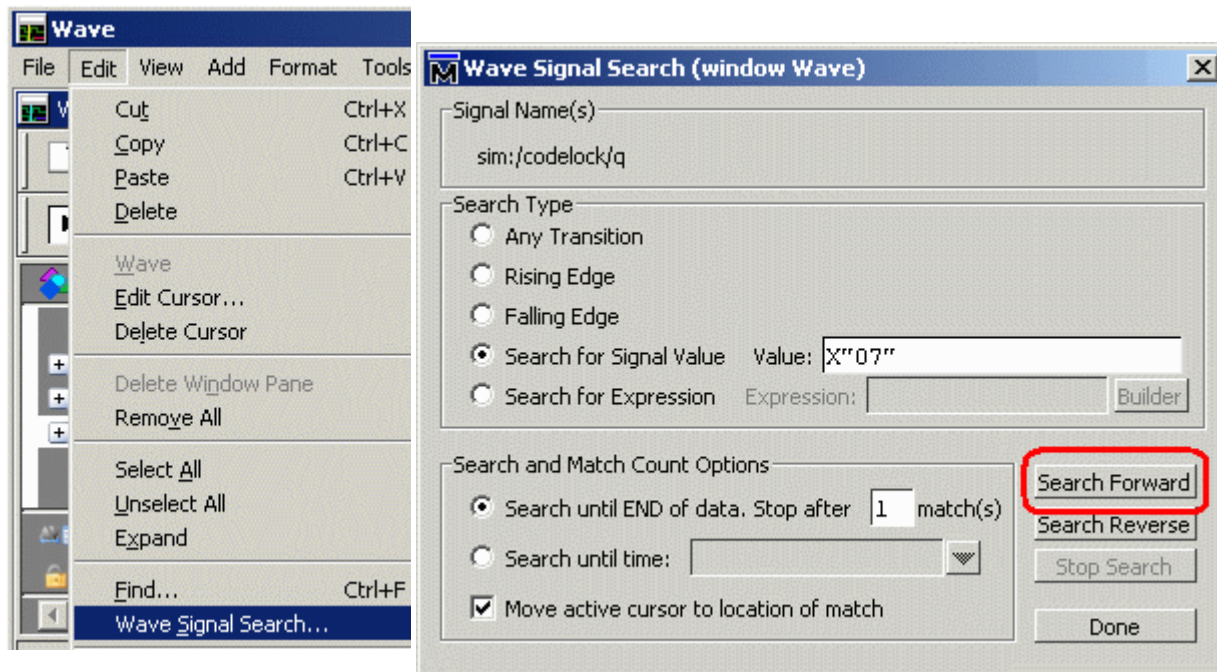 Wave
File Edit View Add Format Tools
Cut Ctrl+X
Copy Ctrl+C
Paste Ctrl+V
Delete
Wave
Edit Cursor...
Delete Cursor
Delete Window Pane
Remove All
Select All
Unselect All
Expand
Find... Ctrl+F
Wave Signal Search...
Wave Signal Search (window Wave)
Signal Name(s)
sim:/codelock/q
Search Type
Any Transition
Rising Edge
Falling Edge
Search for Signal Value Value: X"07"
Search for Expression Expression: Builder
Search and Match Count Options
Search until END of data. Stop after 1 match(s)
Search until time:
Move active cursor to location of match
Search Forward
Search Reverse
Stop Search
Done